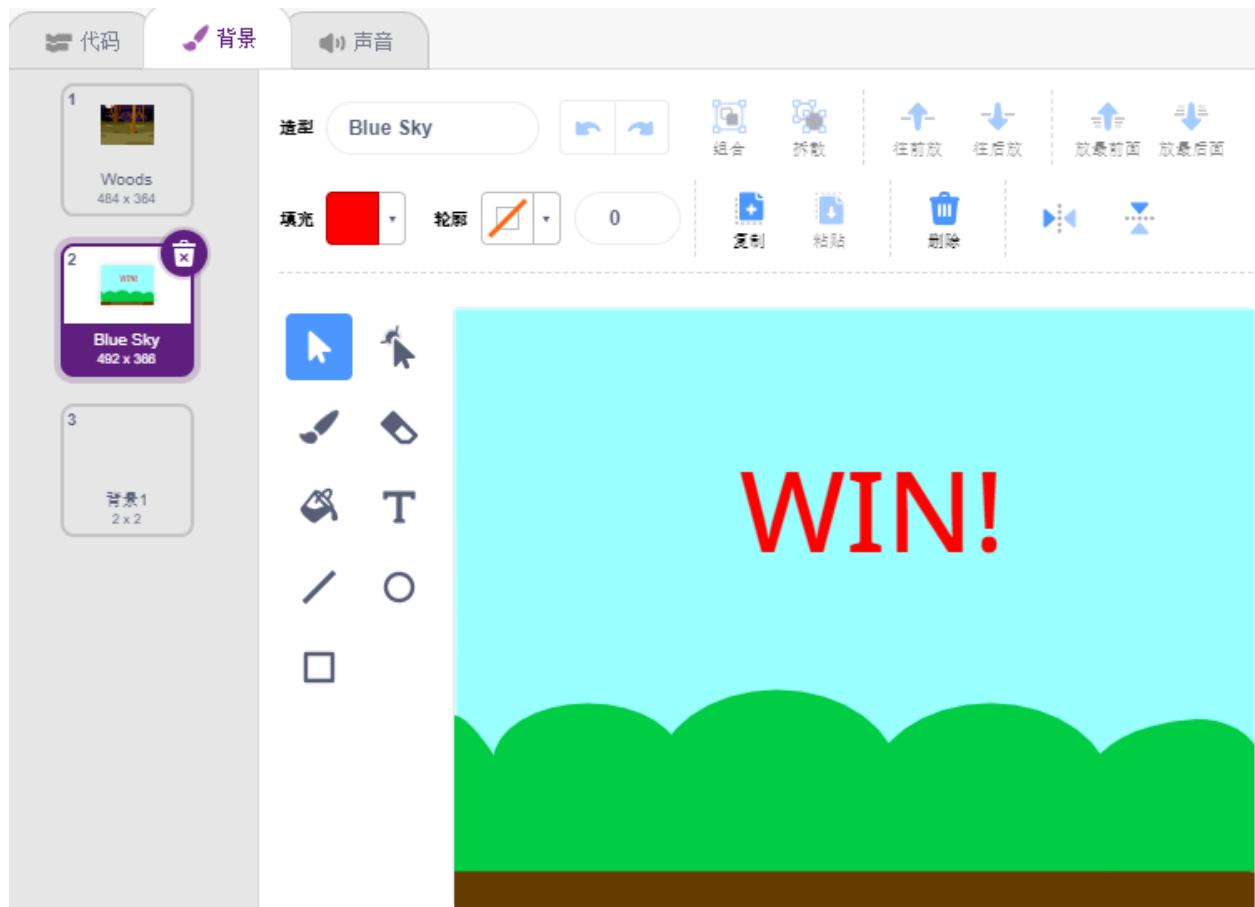 代码
背景
声音
1
Woods
484 x 364
2
WIN!
Blue Sky
492 x 366
3
背景1
2 x 2
造型
Blue Sky
组合
拆散
往前放
往后放
放最前面
放最后面
填充
轮廓
0
复制
粘贴
删除
T
WIN!